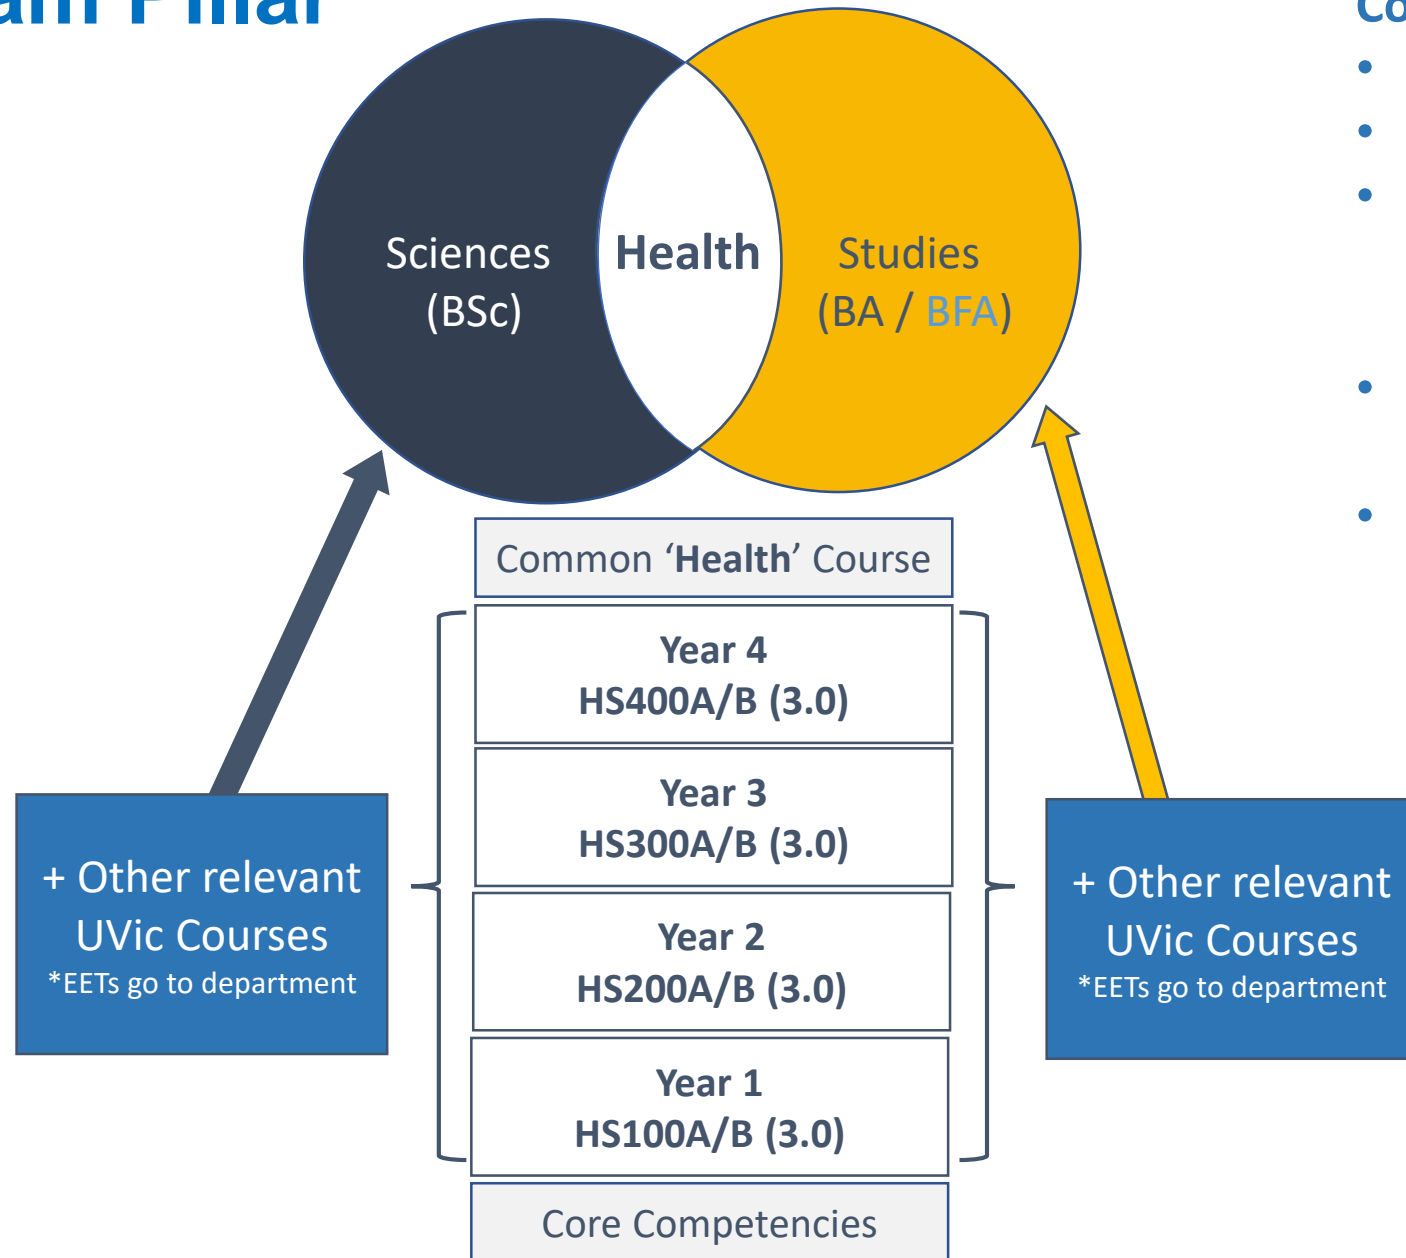 Pillar
Sciences
(BSc)
Health
Studies
(BA / BFA)
Common ‘Health’ Course
Year 4
HS400A/B (3.0)
Year 3
HS300A/B (3.0)
Year 2
HS200A/B (3.0)
Year 1
HS100A/B (3.0)
Core Competencies
+ Other relevant
UVic Courses
*EETs go to department
+ Other relevant
UVic Courses
*EETs go to department